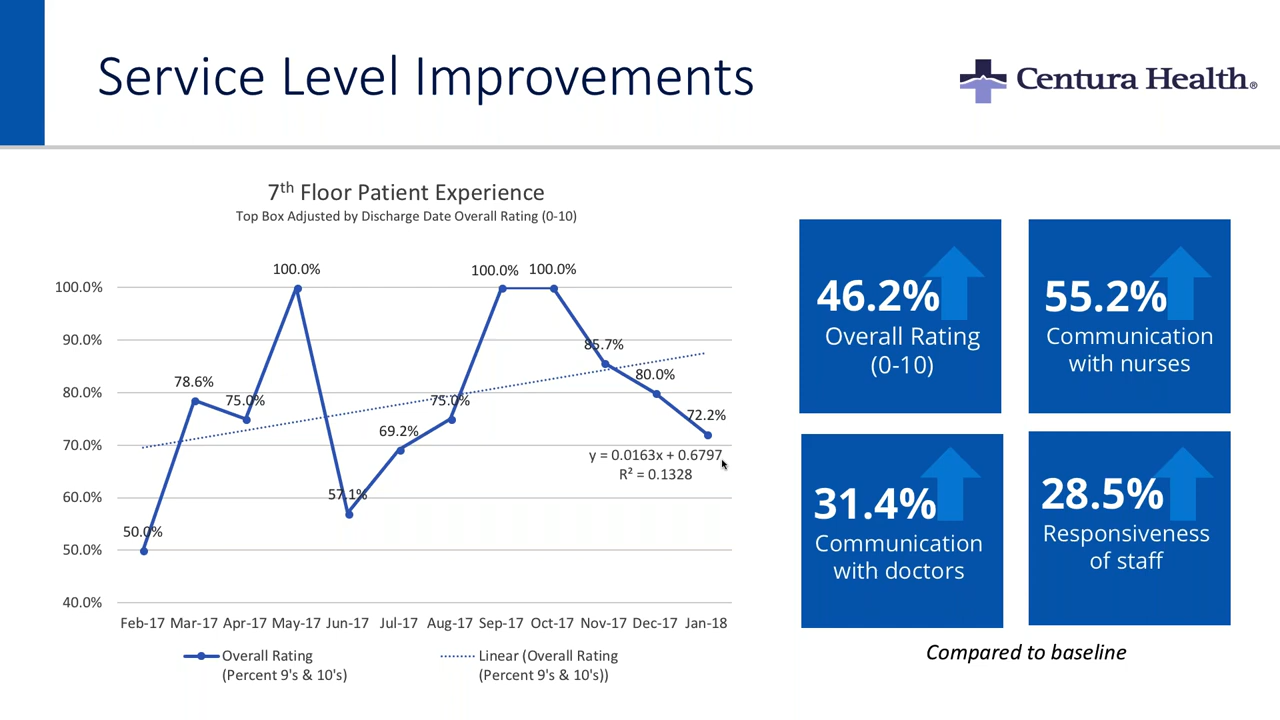 Service Level Improvements
Centura Health®
7th Floor Patient Experience
Top Box Adjusted by Discharge Date Overall Rating (0-10)
100.0%
90.0%
80.0%
70.0%
60.0%
50.0%
40.0%
50.0%
78.6%
75.0%
100.0%
57.1%
69.2%
75.0%
100.0%
100.0%
85.7%
80.0%
72.2%
y = 0.0163x + 0.6797
R² = 0.1328
Feb-17 Mar-17 Apr-17 May-17 Jun-17 Jul-17 Aug-17 Sep-17 Oct-17 Nov-17 Dec-17 Jan-18
Overall Rating
(Percent 9's & 10's)
Linear (Overall Rating
(Percent 9's & 10's))
46.2%
Overall Rating
(0-10)
55.2%
Communication
with nurses
31.4%
Communication
with doctors
28.5%
Responsiveness
of staff
Compared to baseline